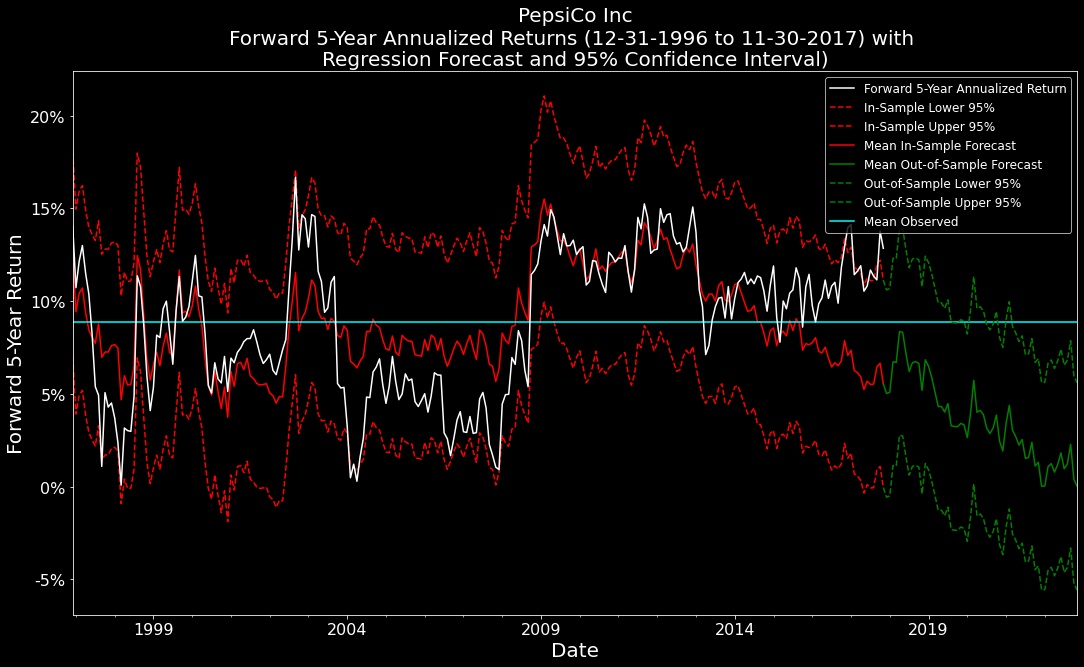 PepsiCo Inc
Forward 5-Year Annualized Returns (12-31-1996 to 11-30-2017) with
Regression Forecast and 95% Confidence Interval)
Forward 5-Year Annualized Return
In-Sample Lower 95%
In-Sample Upper 95%
Mean In-Sample Forecast
Mean Out-of-Sample Forecast
Out-of-Sample Lower 95%
Out-of-Sample Upper 95%
Mean Observed
Forward 5-Year Return
20%
15%
10%
5%
0%
-5%
1999 2004 2009 2014 2019
Date